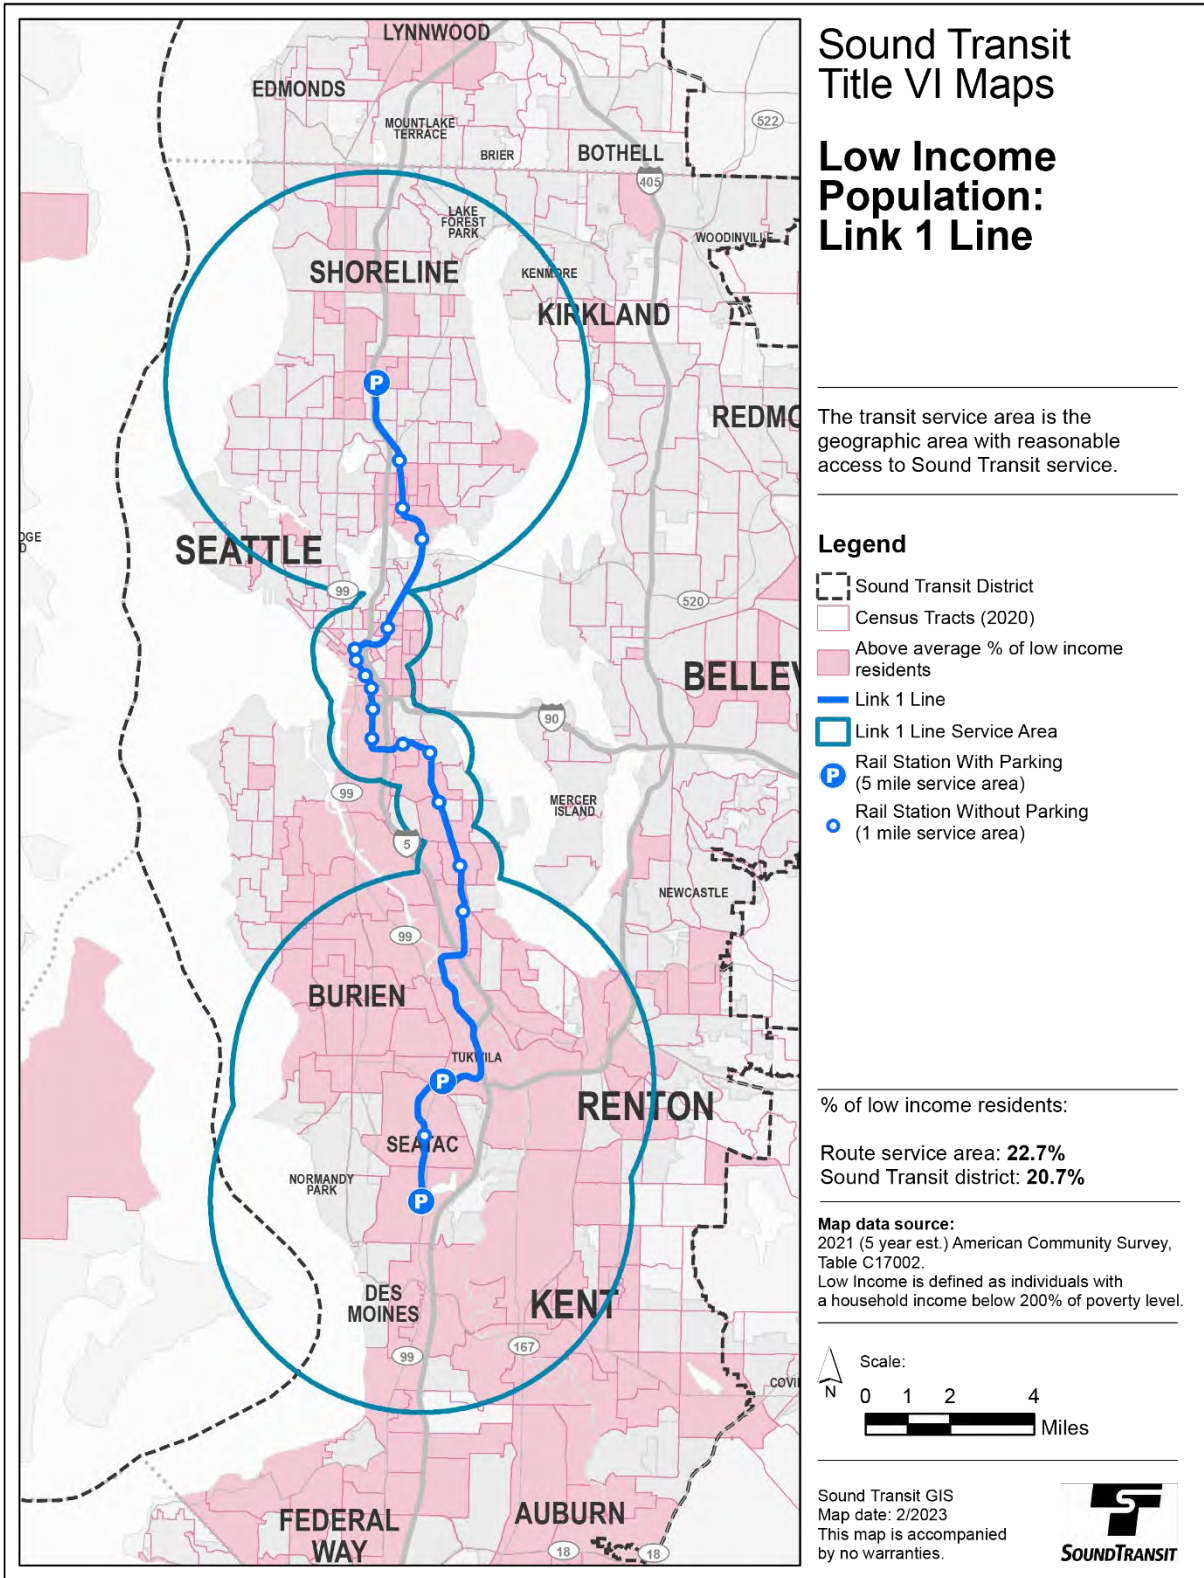 Sound Transit
Title VI Maps
Low Income
Population:
Link 1 Line
The transit service area is the
geographic area with reasonable
access to Sound Transit service.
Legend
Sound Transit District
Census Tracts (2020)
Above average % of low income
residents
Link 1 Line
Link 1 Line Service Area
P
Rail Station With Parking
(5 mile service area)
Rail Station Without Parking
(1 mile service area)
% of low income residents:
Route service area: 22.7%
Sound Transit district: 20.7%
Map data source:
2021 (5 year est.) American Community Survey,
Table C17002.
Low Income is defined as individuals with
a household income below 200% of poverty level.
N
Scale:
0 1 2 4
Miles
Sound Transit GIS
Map date: 2/2023
This map is accompanied
by no warranties.
SOUNDTRANSIT
LYNNWOOD
EDMONDS
MOUNTLAKE
TERRACE
522
BRIER
BOTHELL
405
LAKE
FOREST
PARK
WOODINVILLE
SHORELINE
KENMORE
KIRKLAND
P
REDMO
DGE
D
SEATTLE
99
520
BELLEV
90
99
MERCER
ISLAND
5
NEWCASTLE
99
BURIEN
TUKWILA
P
RENTON
SEATAC
NORMANDY
PARK
P
DES
MOINES
KENT
167
99
COVI
FEDERAL
WAY
AUBURN
18
18